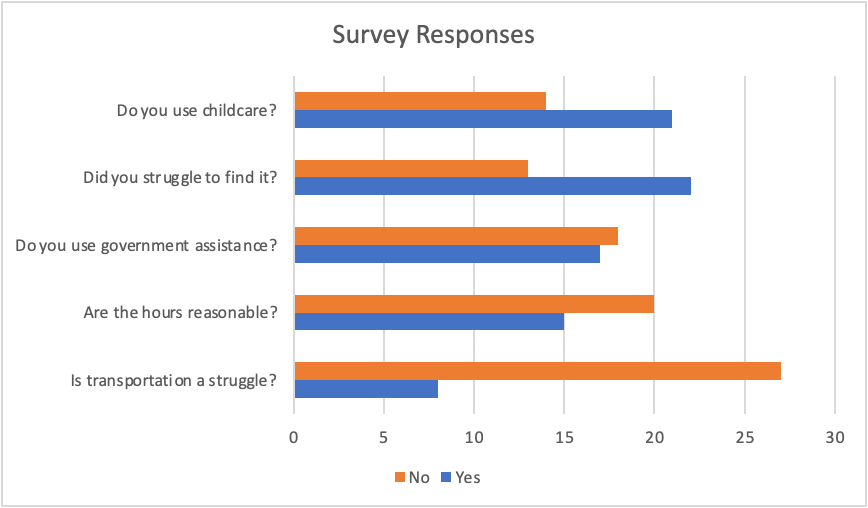 Survey Responses
Do you use childcare?
Did you struggle to find it?
Do you use government assistance?
Are the hours reasonable?
Is transportation a struggle?
0 5 10 15 20 25 30
No Yes